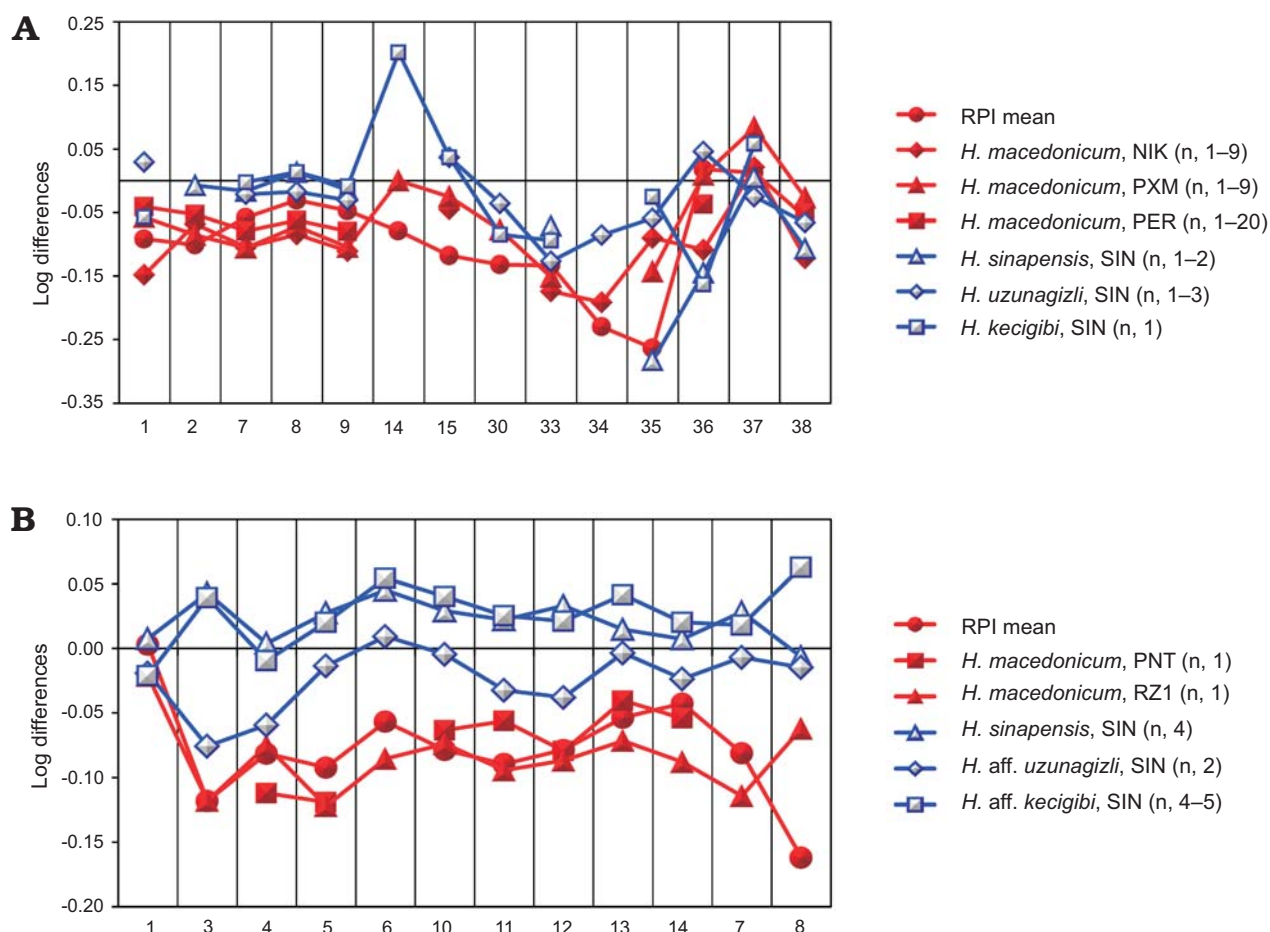 A
Log differences
0.25
0.15
0.05
-0.05
-0.15
-0.25
-0.35
1 2 7 8 9 14 15 30 33 34 35 36 37 38
RPI mean
H. macedonicum, NIK (n, 1–9)
H. macedonicum, PXM (n, 1–9)
H. macedonicum, PER (n, 1–20)
H. sinapensis, SIN (n, 1–2)
H. uzunagizli, SIN (n, 1–3)
H. kecigibi, SIN (n, 1)
B
Log differences
0.10
0.05
0.00
-0.05
-0.10
-0.15
-0.20
1 3 4 5 6 10 11 12 13 14 7 8
RPI mean
H. macedonicum, PNT (n, 1)
H. macedonicum, RZ1 (n, 1)
H. sinapensis, SIN (n, 4)
H. aff. uzunagizli, SIN (n, 2)
H. aff. kecigibi, SIN (n, 4–5)